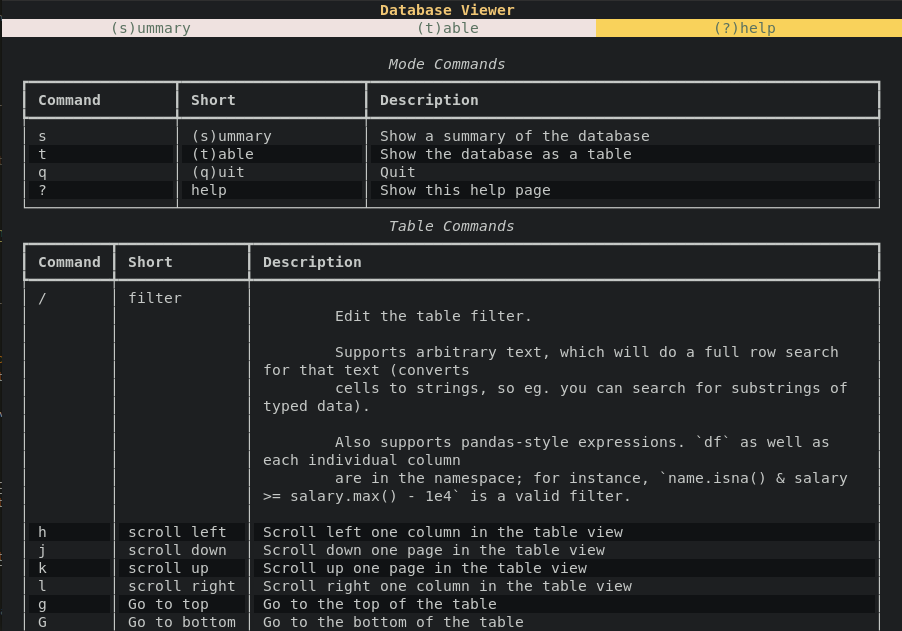 Database Viewer
(s)ummary (t)able (?)help
Mode Commands
Command Short Description
s (s)ummary Show a summary of the database
t (t)able Show the database as a table
q (q)uit Quit
? help Show this help page
Table Commands
Command Short Description
/ filter
Edit the table filter.
Supports arbitrary text, which will do a full row search
for that text (converts
cells to strings, so eg. you can search for substrings of
typed data).
Also supports pandas-style expressions. `df` as well as
each individual column
are in the namespace; for instance, `name.isna() & salary
>= salary.max() - 1e4` is a valid filter.
h scroll left Scroll left one column in the table view
j scroll down Scroll down one page in the table view
k scroll up Scroll up one page in the table view
l scroll right Scroll right one column in the table view
g Go to top Go to the top of the table
G Go to bottom Go to the bottom of the table